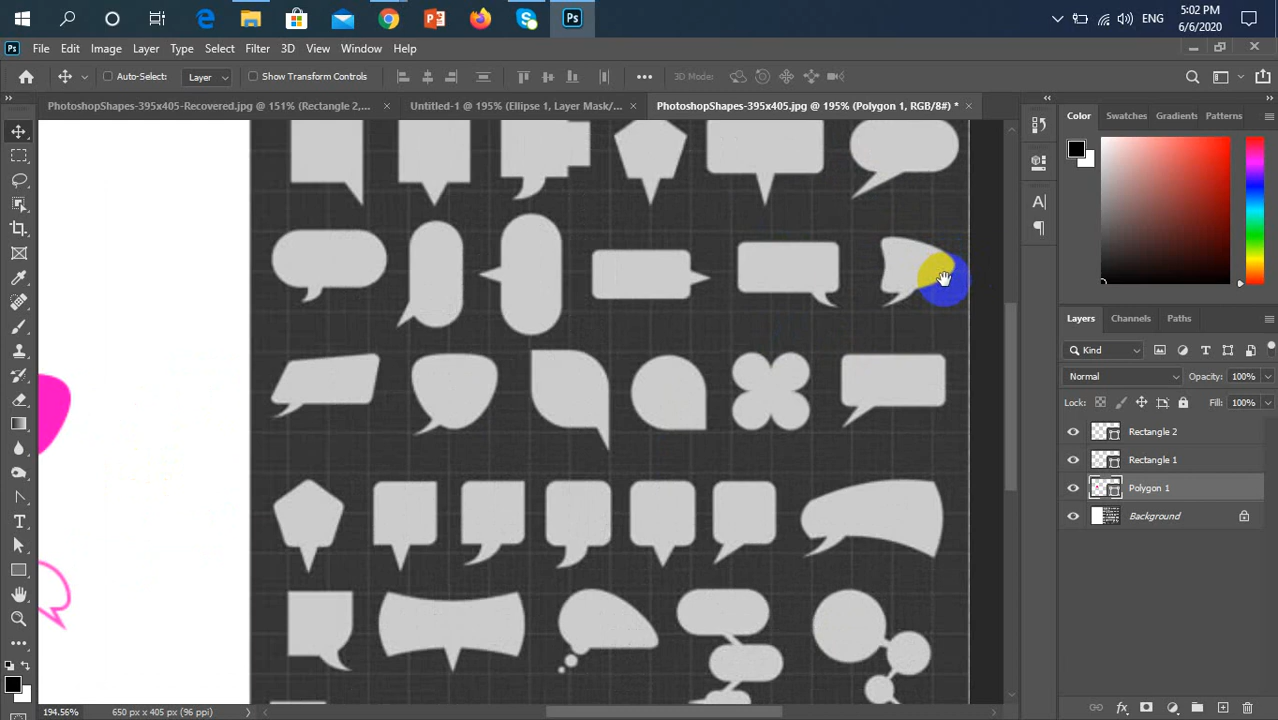 ENG
5:02 PM
6/6/2020
Ps
File Edit Image Layer Type Select Filter 3D View Window Help
Auto-Select: Layer Show Transform Controls 3D Mode:
PhotoshopShapes-395x405-Recovered.jpg @ 151% (Rectangle 2,... × Untitled-1 @ 195% (Ellipse 1, Layer Mask/... × PhotoshopShapes-395x405.jpg @ 195% (Polygon 1, RGB/8#) * ×
Color Swatches Gradients Patterns
Layers Channels Paths
Kind
Normal Opacity: 100%
Lock: Fill: 100%
Rectangle 2
Rectangle 1
Polygon 1
Background
194.56% 650 px x 405 px (96 ppi)